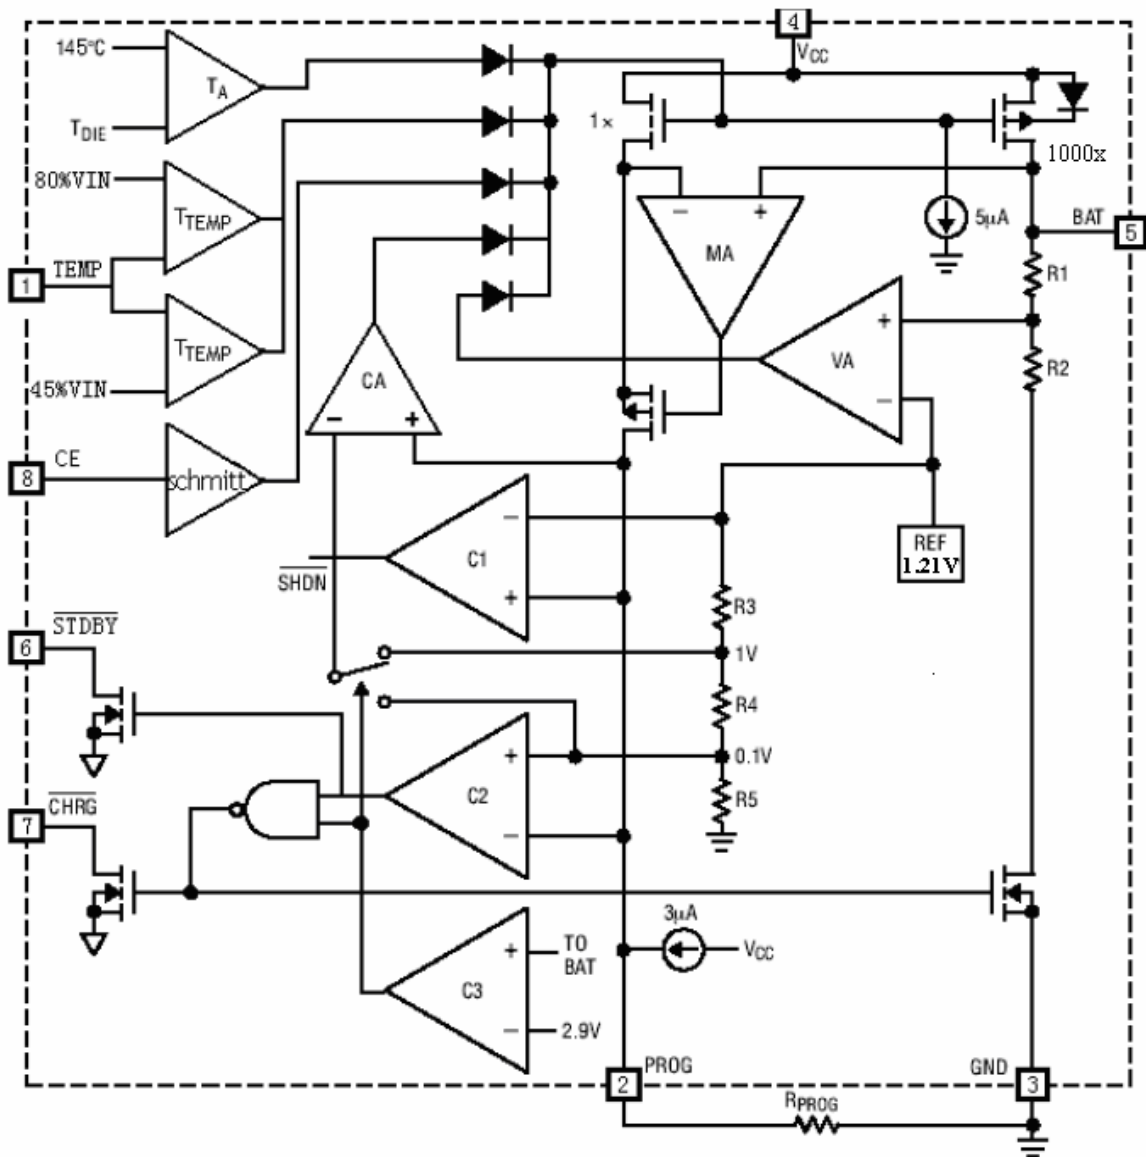 4
VCC
145°C
TA
TDIE
1×
1000x
80%VIN
TTEMP
5μA
BAT
5
−
+
MA
TEMP
1
R1
+
VA
TTEMP
R2
45%VIN
CA
−
−
+
CE
8
schmitt
−
REF
1.21V
C1
SHDN
+
R3
STDBY
6
1V
R4
+
0.1V
C2
R5
CHRG
7
−
3μA
+
TO
BAT
VCC
C3
−
2.9V
PROG
GND
2
3
RPROG